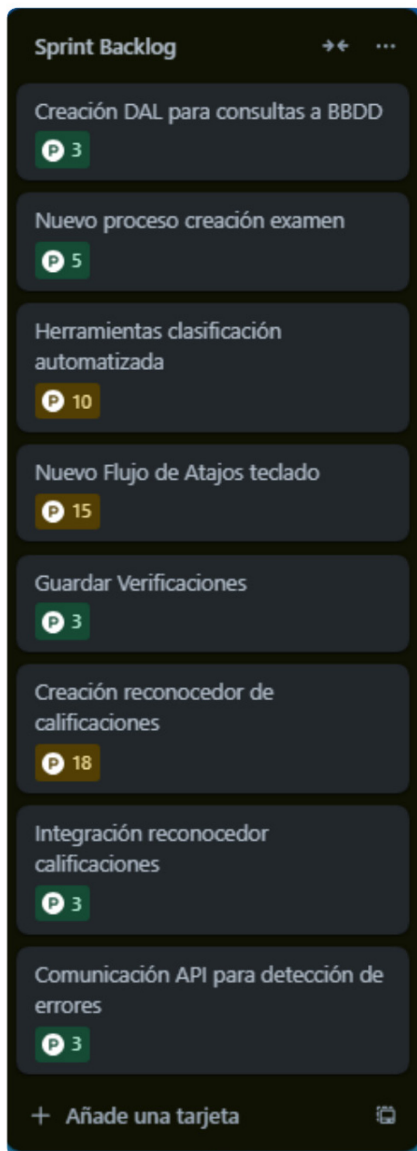 Sprint Backlog
Creación DAL para consultas a BBDD
P 3
Nuevo proceso creación examen
P 5
Herramientas clasificación
automatizada
P 10
Nuevo Flujo de Atajos teclado
P 15
Guardar Verificaciones
P 3
Creación reconocedor de
calificaciones
P 18
Integración reconocedor
calificaciones
P 3
Comunicación API para detección de
errores
P 3
+ Añade una tarjeta